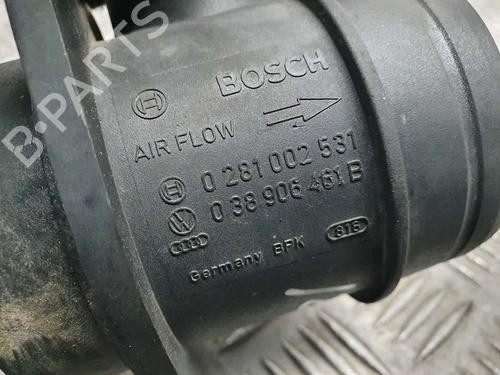 BOSCH
AIR FLOW
0 281 002 531
0 38 906 461 B
Germany BFK 816
B-PARTS